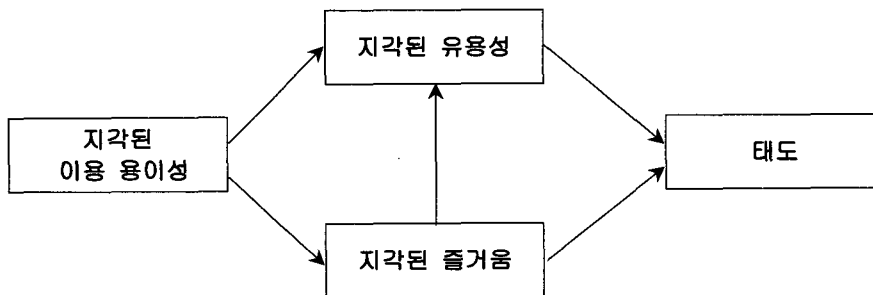 지각된 유용성
지각된
이용 용이성
태도
지각된 즐거움